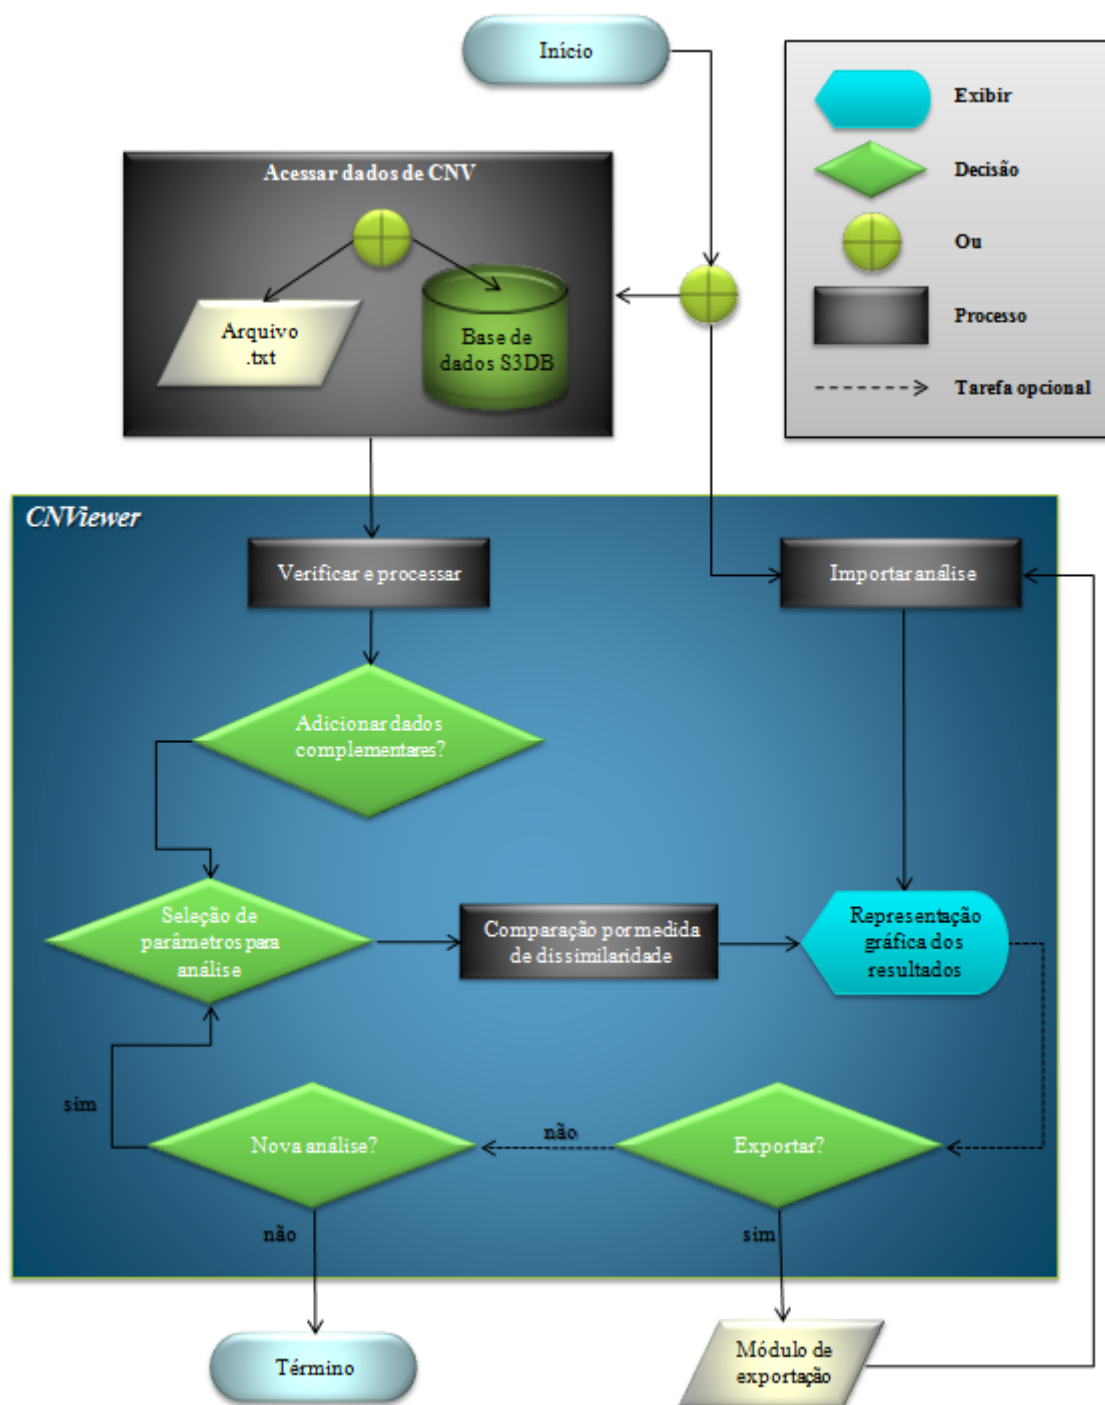 Início
Exibir
Decisão
Ou
Processo
Tarefa opcional
Acessar dados de CNV
Arquivo
.txt
Base de
dados S3DB
CNViewer
Verificar e processar
Importar análise
Adicionar dados
complementares?
Seleção de
parâmetros para
análise
Comparação por medida
de dissimilaridade
Representação
gráfica dos
resultados
sim
Nova análise?
não
Exportar?
não
sim
Término
Módulo de
exportação